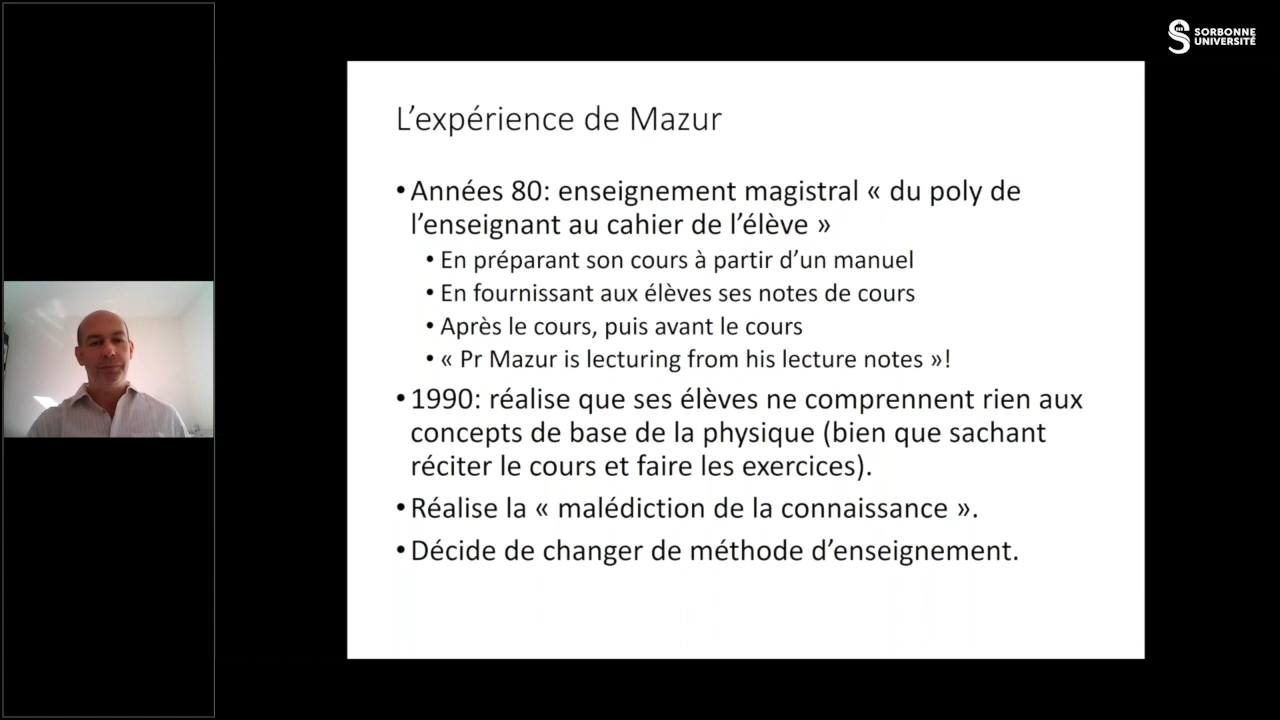 SORBONNE
UNIVERSITÉ
L'expérience de Mazur
• Années 80: enseignement magistral « du poly de
l'enseignant au cahier de l'élève »
• En préparant son cours à partir d'un manuel
• En fournissant aux élèves ses notes de cours
• Après le cours, puis avant le cours
• « Pr Mazur is lecturing from his lecture notes »!
• 1990: réalise que ses élèves ne comprennent rien aux
concepts de base de la physique (bien que sachant
réciter le cours et faire les exercices).
• Réalise la « malédiction de la connaissance ».
• Décide de changer de méthode d'enseignement.